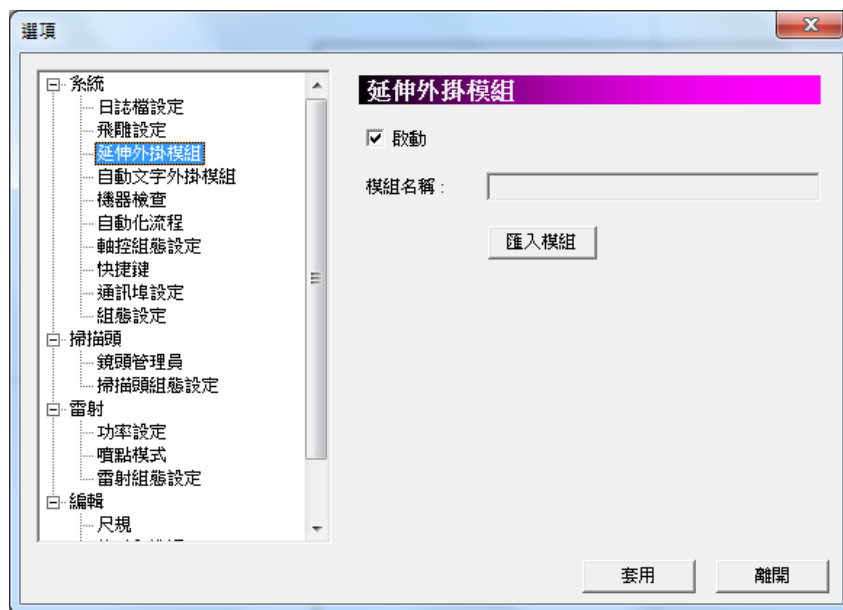 選項
系統
日誌檔設定
飛雕設定
延伸外掛模組
自動文字外掛模組
機器檢查
自動化流程
軸控組態設定
快捷鍵
通訊埠設定
組態設定
掃描頭
鏡頭管理員
掃描頭組態設定
雷射
功率設定
噴點模式
雷射組態設定
編輯
尺規
延伸外掛模組
啟動
模組名稱：
匯入模組
套用
離開